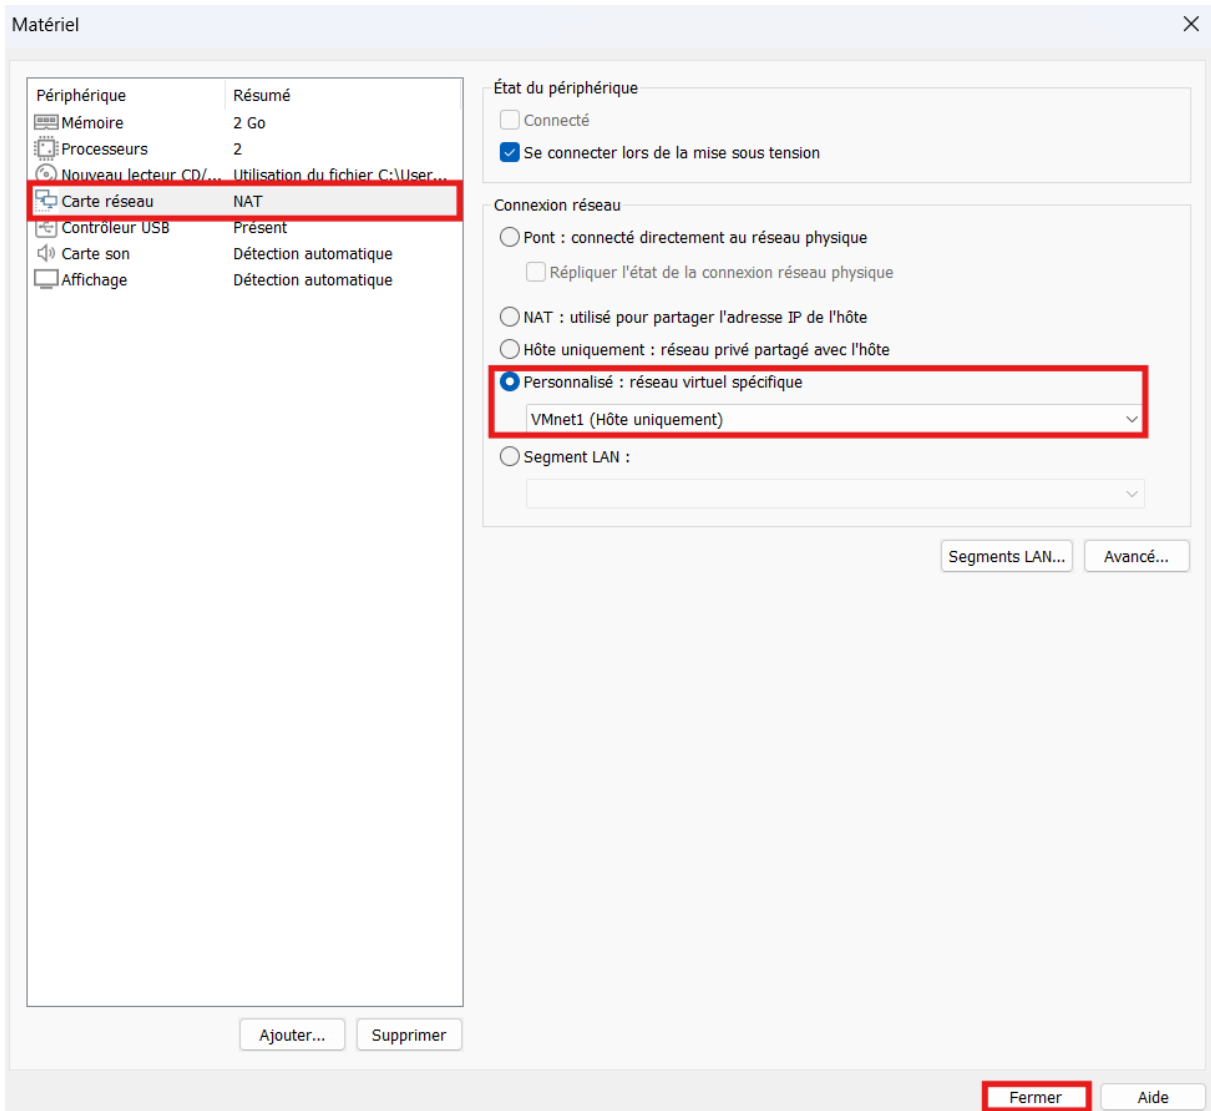 Matériel
Périphérique Résumé
Mémoire 2 Go
Processeurs 2
Nouveau lecteur CD/... Utilisation du fichier C:\User...
Carte réseau NAT
Contrôleur USB Présent
Carte son Détection automatique
Affichage Détection automatique
Ajouter... Supprimer
État du périphérique
Connecté
Se connecter lors de la mise sous tension
Connexion réseau
Pont : connecté directement au réseau physique
Répliquer l'état de la connexion réseau physique
NAT : utilisé pour partager l'adresse IP de l'hôte
Hôte uniquement : réseau privé partagé avec l'hôte
Personnalisé : réseau virtuel spécifique
VMnet1 (Hôte uniquement)
Segment LAN :
Segments LAN... Avancé...
Fermer Aide